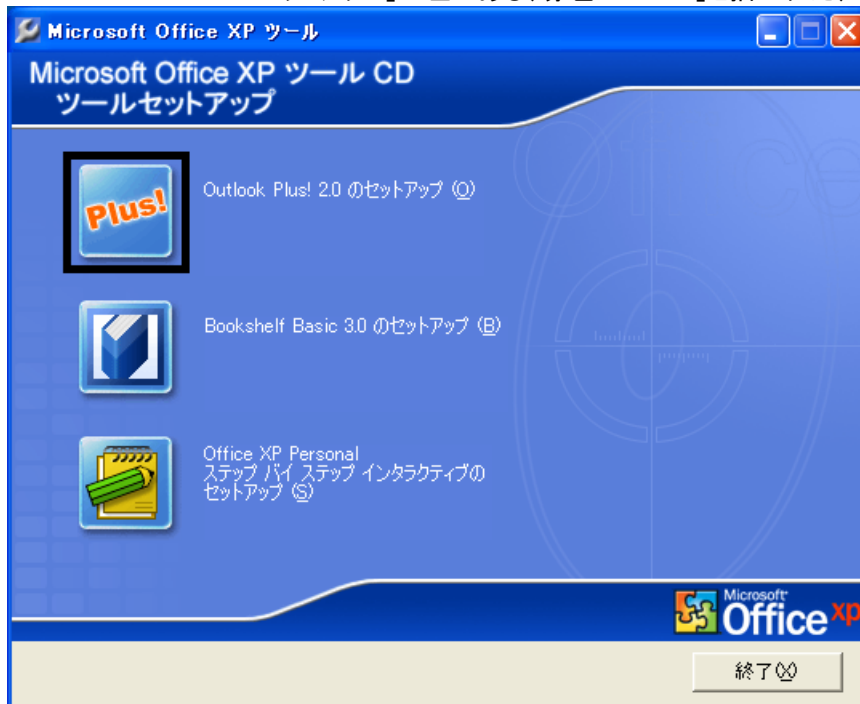 Microsoft Office XP ツール
Microsoft Office XP ツール CD
ツールセットアップ
Plus!
Outlook Plus! 2.0 のセットアップ (O)
Bookshelf Basic 3.0 のセットアップ (B)
Office XP Personal
ステップ バイ ステップ インタラクティブの
セットアップ (S)
Office
Microsoft
Office xp
終了(X)